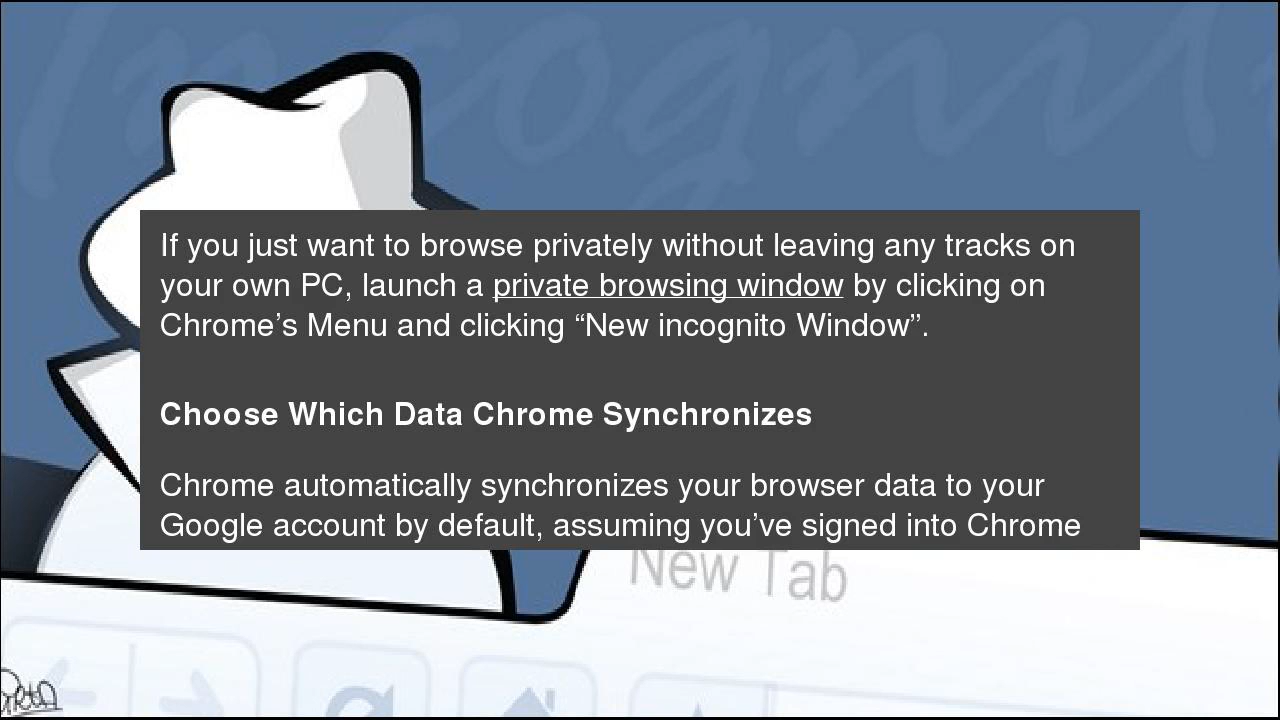 Incognit
If you just want to browse privately without leaving any tracks on
your own PC, launch a private browsing window by clicking on
Chrome’s Menu and clicking “New incognito Window”.
Choose Which Data Chrome Synchronizes
Chrome automatically synchronizes your browser data to your
Google account by default, assuming you’ve signed into Chrome
New Tab